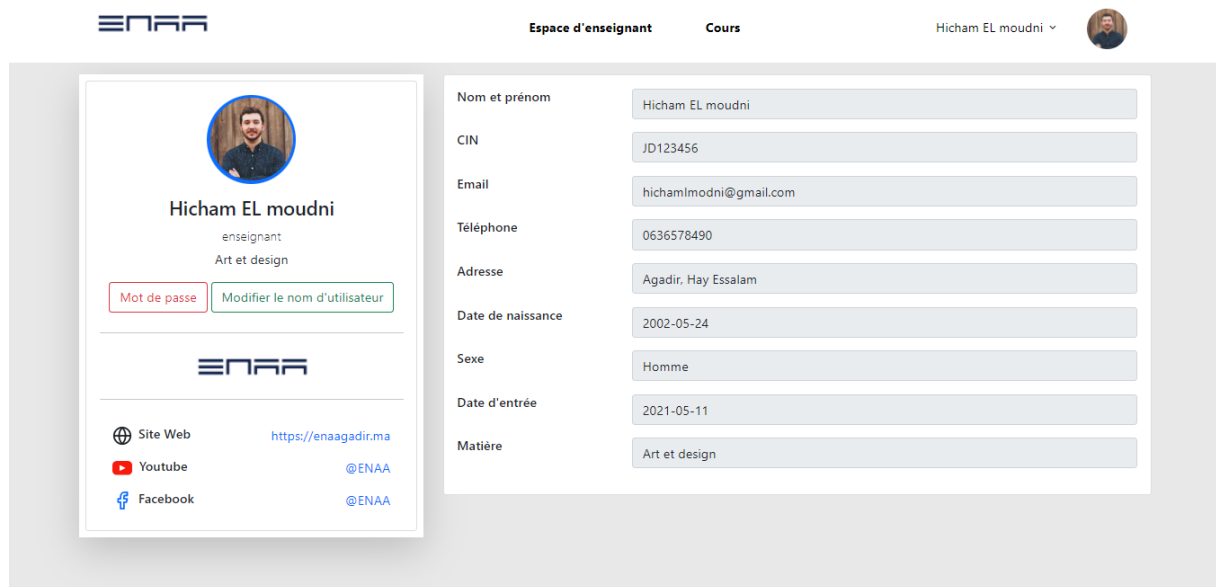 ENAA
Espace d'enseignant
Cours
Hicham EL moudni
Hicham EL moudni
enseignant
Art et design
Mot de passe
Modifier le nom d'utilisateur
ENAA
Site Web https://enaagadir.ma
Youtube @ENAA
Facebook @ENAA
Nom et prénom Hicham EL moudni
CIN JD123456
Email hichamlmodni@gmail.com
Téléphone 0636578490
Adresse Agadir, Hay Essalam
Date de naissance 2002-05-24
Sexe Homme
Date d'entrée 2021-05-11
Matière Art et design